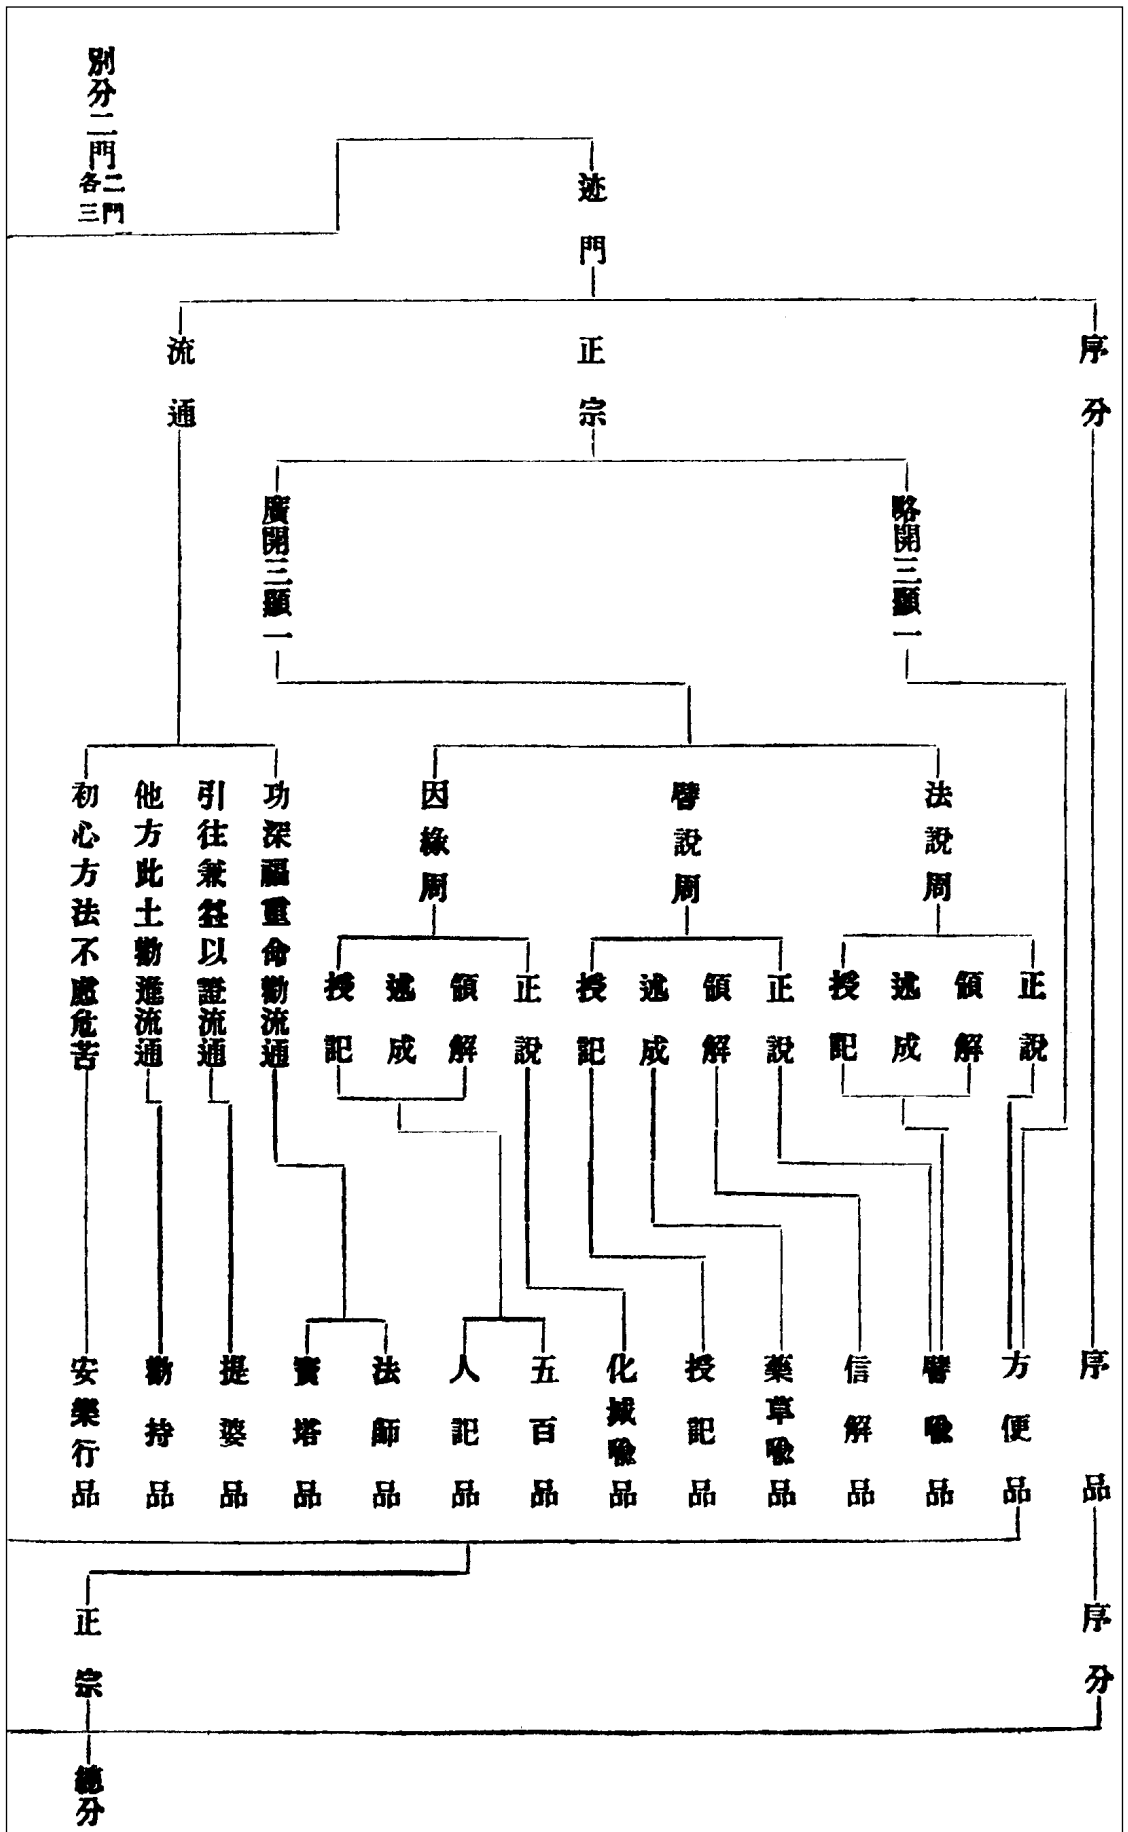 別分二門二門各三
迹門
序分
正宗
流通
略開三顯一
廣開三顯一
法說周
譬說周
因緣周
功深福重命勸流通
引往兼益以證流通
他方此土勸進流通
初心方法不慮危苦
正說
領解
述成
授記
正說
領解
述成
授記
正說
領解
述成
授記
序品
方便品
譬喩品
信解品
藥草喩品
授記品
化城喩品
五百品
人記品
法師品
寶塔品
提婆品
勸持品
安樂行品
序分
正宗
總分